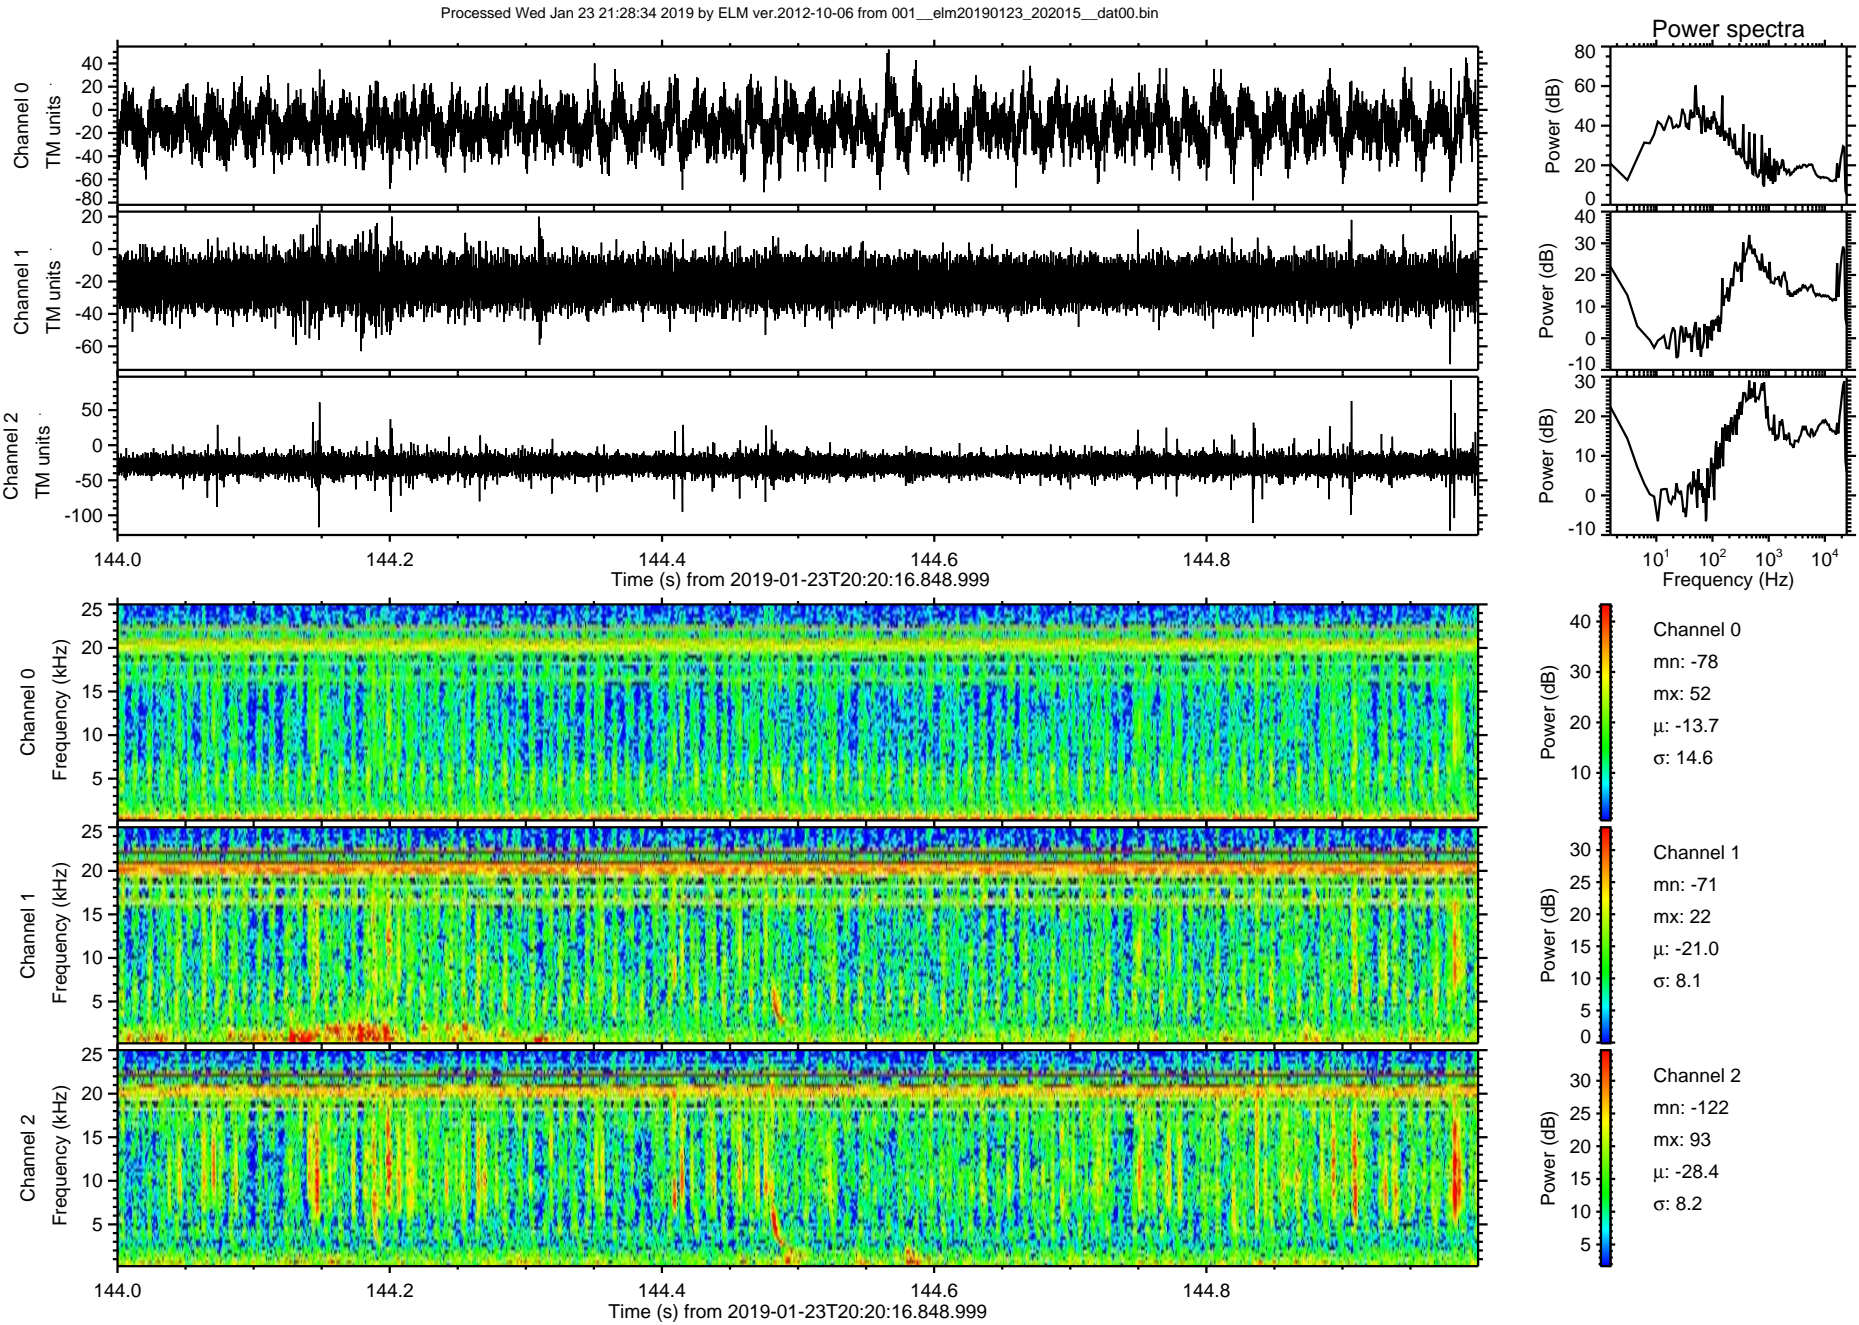 Processed Wed Jan 23 21:28:34 2019 by ELM ver.2012-10-06 from 001__elm20190123_202015__dat00.bin
Power spectra
Channel 0
TM units
40
20
0
-20
-40
-60
-80
Power (dB)
80
60
40
20
0
Channel 1
TM units
20
0
-20
-40
-60
Power (dB)
40
30
20
10
0
-10
Channel 2
TM units
50
0
-50
-100
Power (dB)
30
20
10
0
-10
144.0 144.2 144.4 144.6 144.8
Time (s) from 2019-01-23T20:20:16.848.999
10¹ 10² 10³ 10⁴
Frequency (Hz)
Channel 0
Frequency (kHz)
25
20
15
10
5
Power (dB)
40
30
20
10
Channel 0
mn: -78
mx: 52
μ: -13.7
σ: 14.6
Channel 1
Frequency (kHz)
25
20
15
10
5
Power (dB)
30
25
20
15
10
5
0
Channel 1
mn: -71
mx: 22
μ: -21.0
σ: 8.1
Channel 2
Frequency (kHz)
25
20
15
10
5
Power (dB)
30
25
20
15
10
5
Channel 2
mn: -122
mx: 93
μ: -28.4
σ: 8.2
144.0 144.2 144.4 144.6 144.8
Time (s) from 2019-01-23T20:20:16.848.999